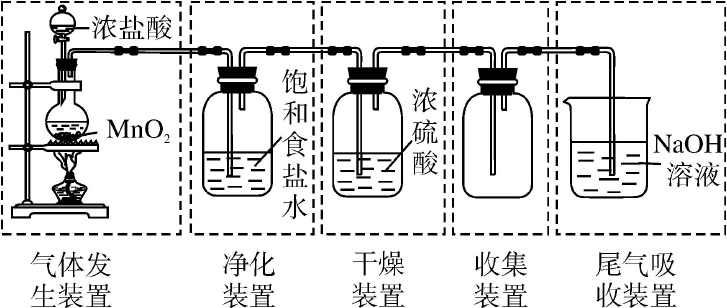 浓盐酸
MnO₂
饱和食盐水
浓硫酸
NaOH
溶液
气体发
生装置
净化
装置
干燥
装置
收集
装置
尾气吸
收装置